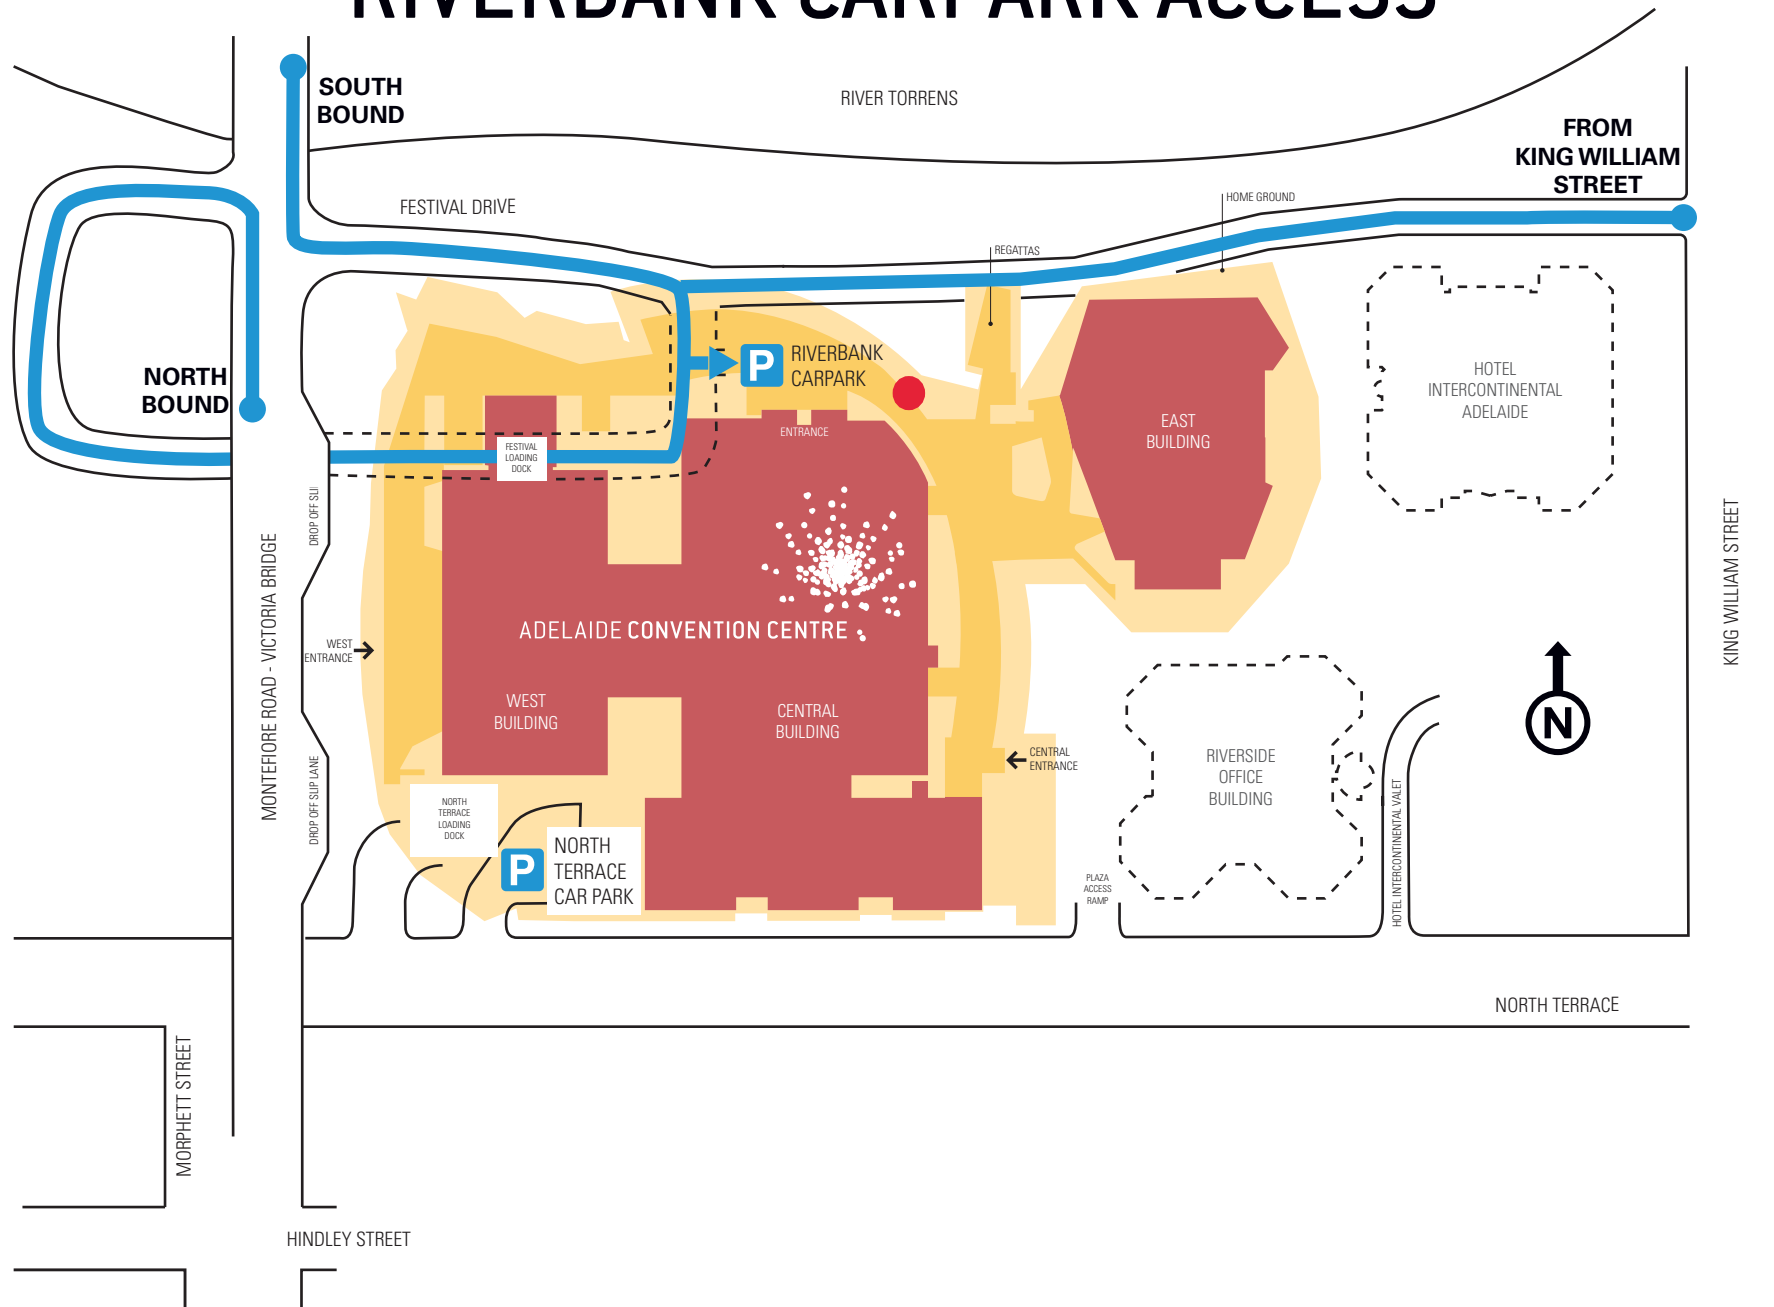 RIVERBANK CARPARK ACCESS
SOUTH
BOUND
RIVER TORRENS
FROM
KING WILLIAM
STREET
FESTIVAL DRIVE
HOME GROUND
REGATTAS
NORTH
BOUND
P
RIVERBANK
CARPARK
ENTRANCE
EAST
BUILDING
HOTEL
INTERCONTINENTAL
ADELAIDE
FESTIVAL
LOADING
DOCK
DROP OFF SLI
MONTEFIORE ROAD - VICTORIA BRIDGE
KING WILLIAM STREET
ADELAIDE CONVENTION CENTRE
WEST
ENTRANCE
WEST
BUILDING
CENTRAL
BUILDING
N
CENTRAL
ENTRANCE
RIVERSIDE
OFFICE
BUILDING
DROP OFF SLIP LANE
NORTH
TERRACE
LOADING
DOCK
P
NORTH
TERRACE
CAR PARK
PLAZA
ACCESS
RAMP
HOTEL INTERCONTINENTAL VALET
NORTH TERRACE
MORPHETT STREET
HINDLEY STREET